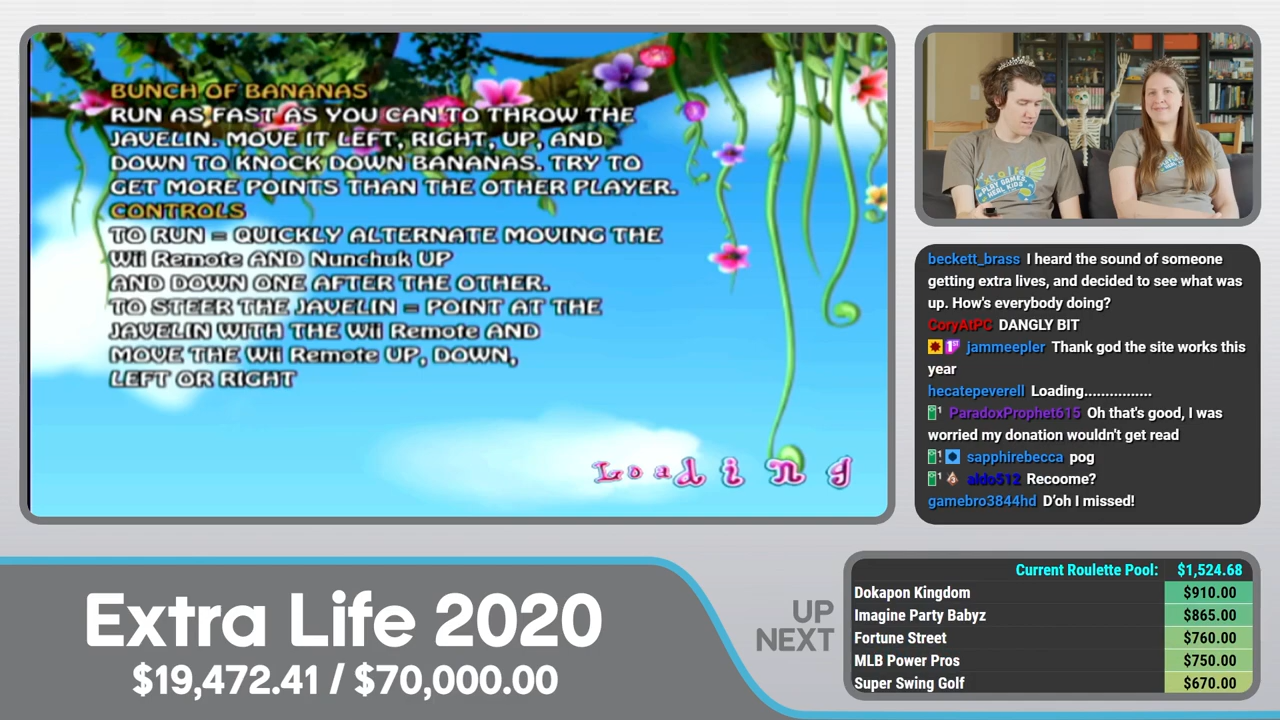 BUNCH OF BANANAS
RUN AS FAST AS YOU CAN TO THROW THE
JAVELIN. MOVE IT LEFT, RIGHT, UP, AND
DOWN TO KNOCK DOWN BANANAS. TRY TO
GET MORE POINTS THAN THE OTHER PLAYER.
CONTROLS
TO RUN = QUICKLY ALTERNATE MOVING THE
Wii Remote AND Nunchuk UP
AND DOWN ONE AFTER THE OTHER.
TO STEER THE JAVELIN = POINT AT THE
JAVELIN WITH THE Wii Remote AND
MOVE THE Wii Remote UP, DOWN,
LEFT OR RIGHT
Loading
PLAY GAMES
HEAL KIDS
beckett_brass I heard the sound of someone
getting extra lives, and decided to see what was
up. How's everybody doing?
CoryAtPC DANGLY BIT
1ST jammeepler Thank god the site works this
year
hecatepeverell Loading................
1 ParadoxProphet615 Oh that's good, I was
worried my donation wouldn't get read
1 sapphirebecca pog
1 aldo512 Recoome?
gamebro3844hd D'oh I missed!
Extra Life 2020
$19,472.41 / $70,000.00
UP
NEXT
Current Roulette Pool: $1,524.68
Dokapon Kingdom $910.00
Imagine Party Babyz $865.00
Fortune Street $760.00
MLB Power Pros $750.00
Super Swing Golf $670.00